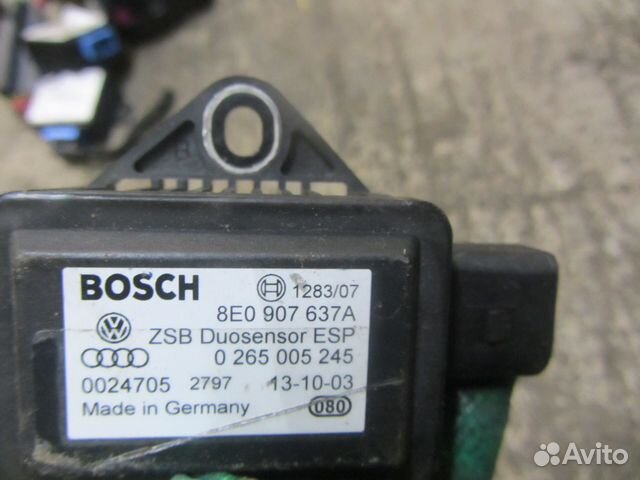 BOSCH 1283/07
8E0 907 637A
ZSB Duosensor ESP
0 265 005 245
0024705 2797 13-10-03
Made in Germany 080
Avito